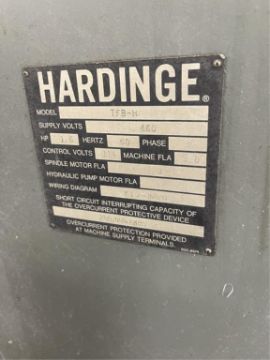 HARDINGE®
MODEL TFB-H
SUPPLY VOLTS 460
HP HERTZ 60 PHASE
CONTROL VOLTS MACHINE FLA
SPINDLE MOTOR FLA
HYDRAULIC PUMP MOTOR FLA
WIRING DIAGRAM
SHORT CIRCUIT INTERRUPTING CAPACITY OF
THE OVERCURRENT PROTECTIVE DEVICE
OVERCURRENT PROTECTION PROVIDED
AT MACHINE SUPPLY TERMINALS.